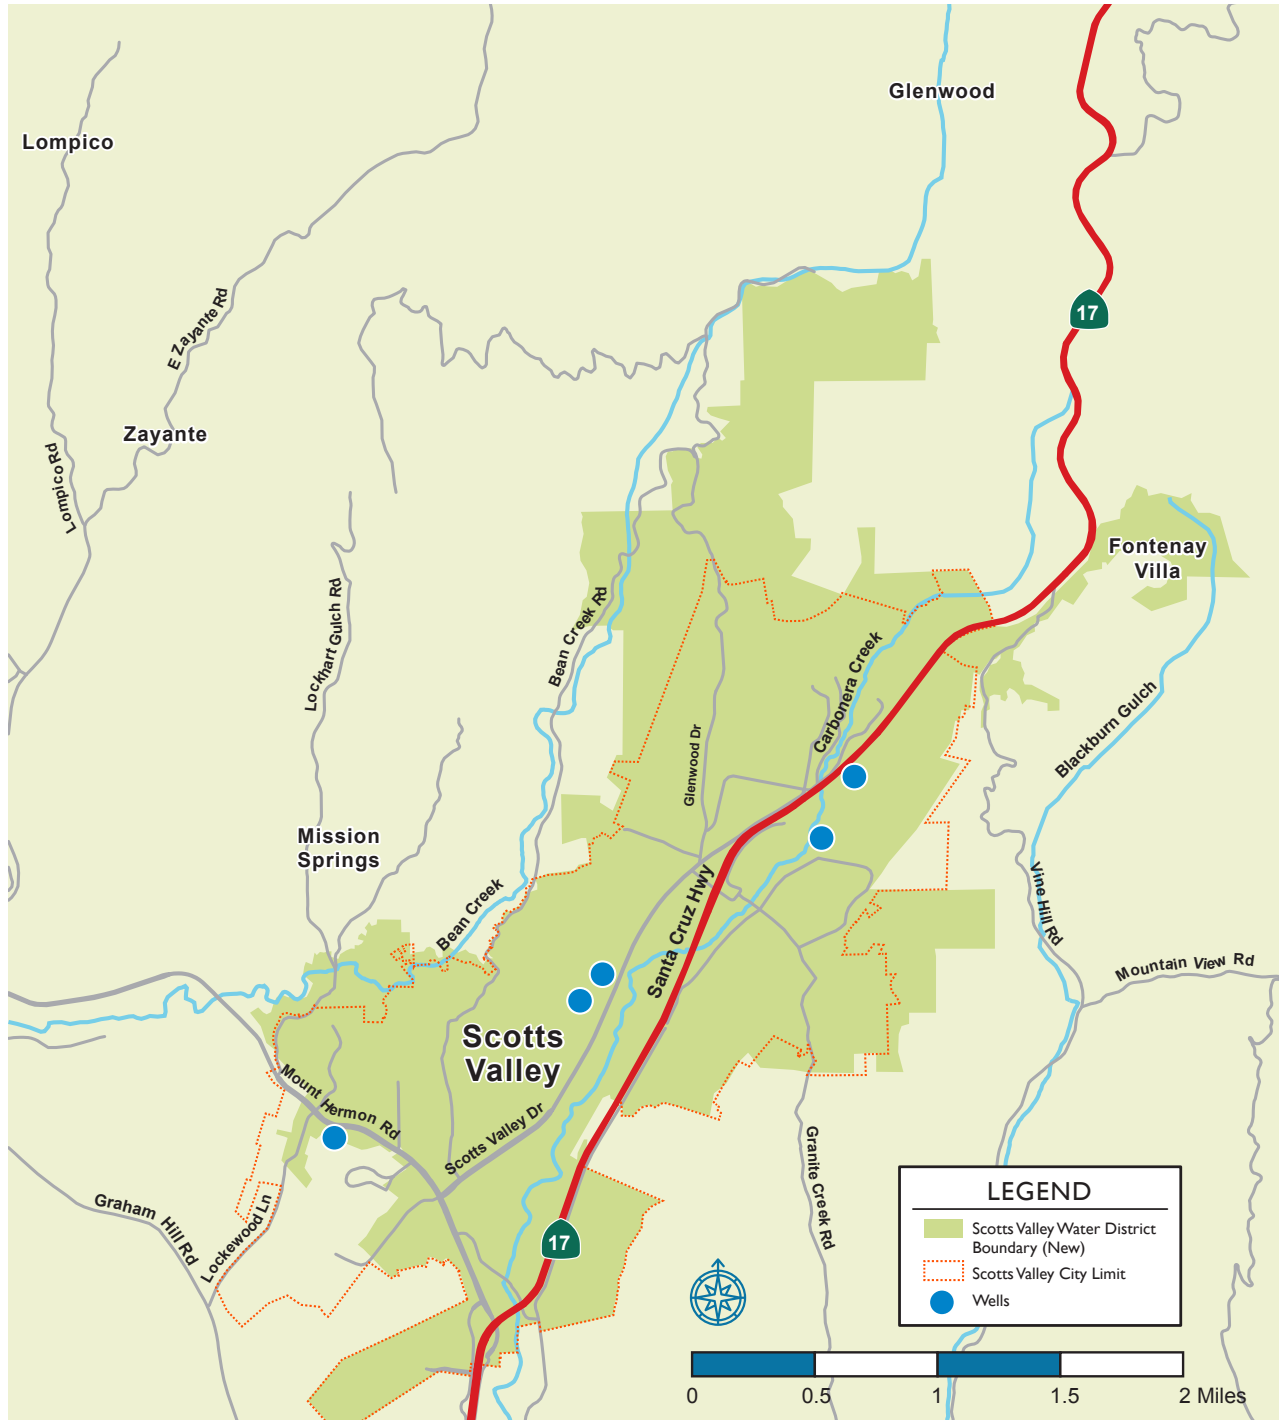 Glenwood
Lompico
17
E Zayante Rd
Zayante
Lompico Rd
Fontenay
Villa
Lockhart Gulch Rd
Bean Creek Rd
Carbonera Creek
Blackburn Gulch
Glenwood Dr
Mission
Springs
Bean Creek
Santa Cruz Hwy
Vine Hill Rd
Mountain View Rd
Scotts
Valley
Mount Hermon Rd
Scotts Valley Dr
Granite Creek Rd
Graham Hill Rd
Lockewood Ln
17
LEGEND
Scotts Valley Water District
Boundary (New)
Scotts Valley City Limit
Wells
0 0.5 1 1.5 2 Miles